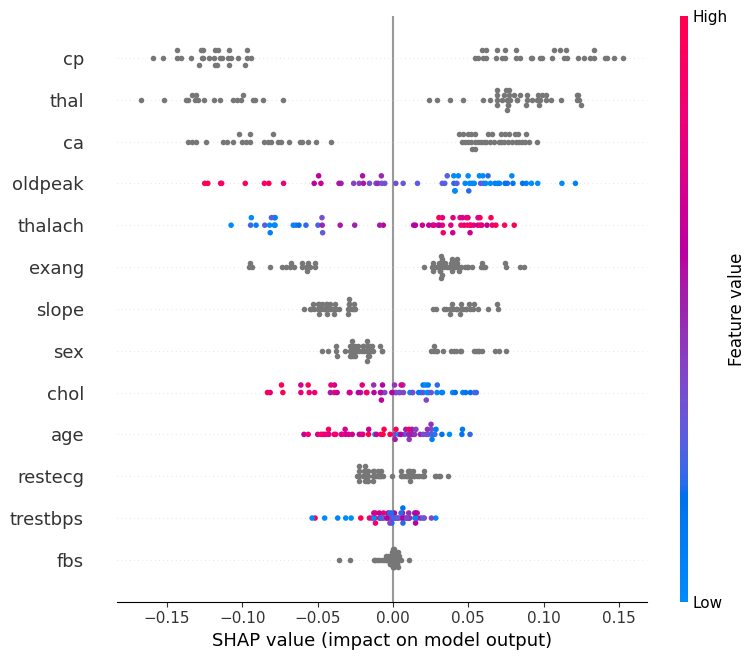 High
cp
thal
ca
oldpeak
thalach
exang
slope
sex
chol
age
restecg
trestbps
fbs
Feature value
Low
−0.15 −0.10 −0.05 0.00 0.05 0.10 0.15
SHAP value (impact on model output)